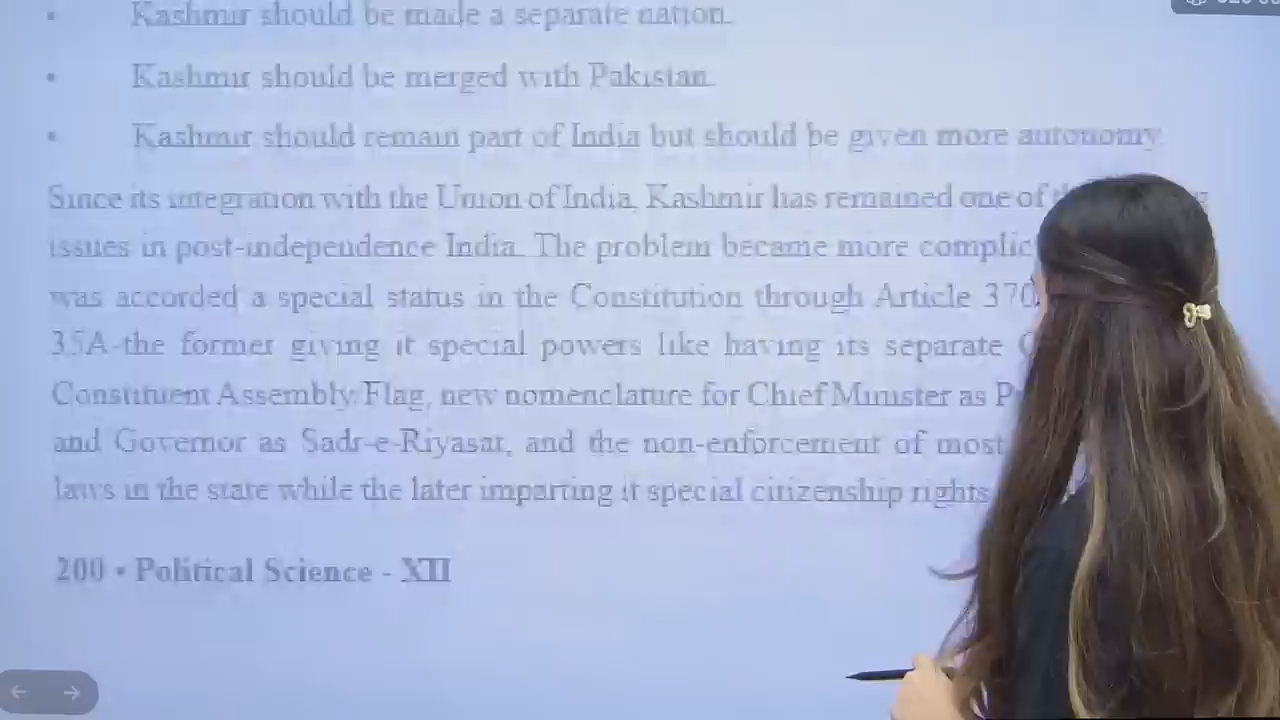 • Kashmir should be made a separate nation.
• Kashmir should be merged with Pakistan.
• Kashmir should remain part of India but should be given more autonomy.
Since its integration with the Union of India, Kashmir has remained one of
issues in post-independence India. The problem became more
was accorded a special status in the Constitution through Article 370
35A-the former giving it special powers like having its separate
Constituent Assembly/Flag, new nomenclature for Chief Minister as
and Governor as Sadr-e-Riyasat, and the non-enforcement of most
laws in the state while the later imparting it special citizenship rights
200 • Political Science - XII